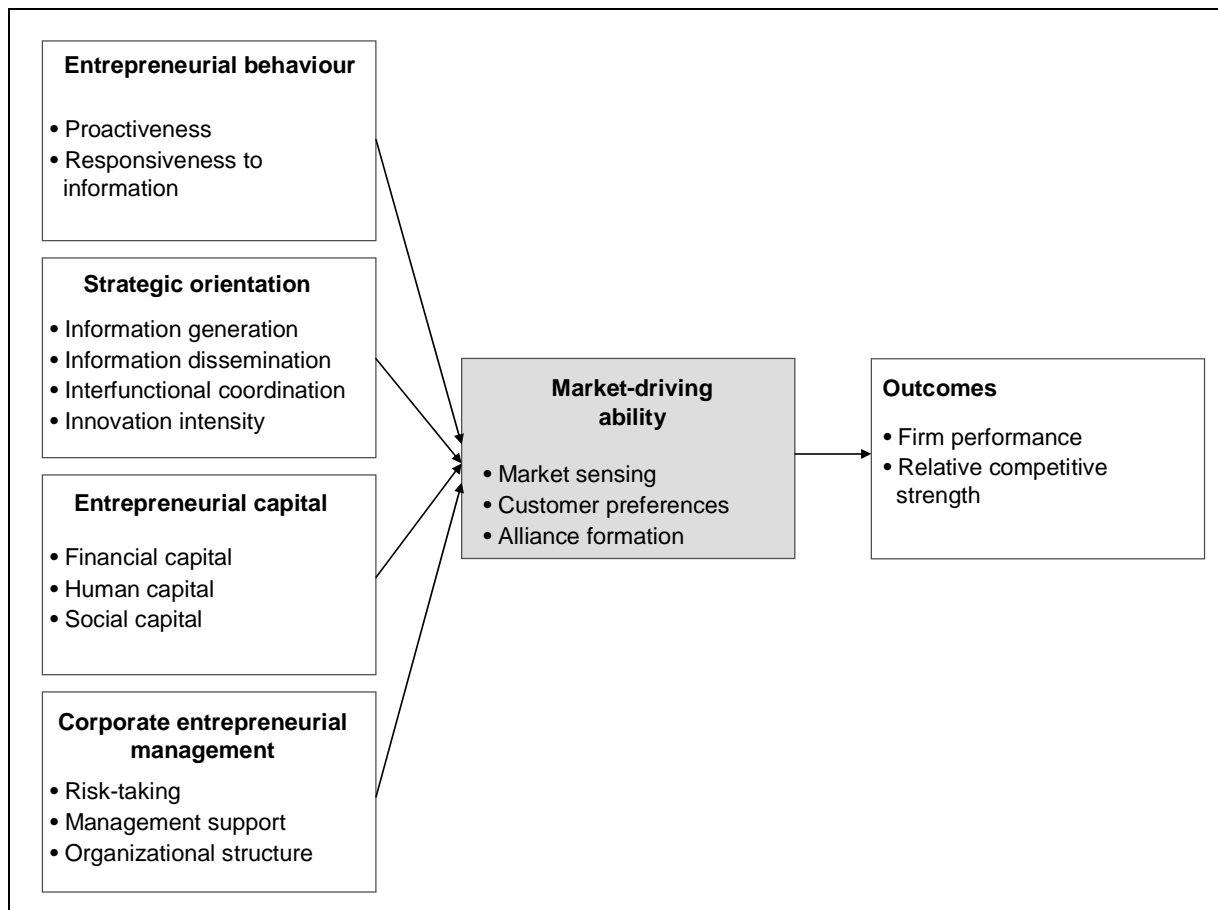 Entrepreneurial behaviour
• Proactiveness
• Responsiveness to
information
Strategic orientation
• Information generation
• Information dissemination
• Interfunctional coordination
• Innovation intensity
Entrepreneurial capital
• Financial capital
• Human capital
• Social capital
Corporate entrepreneurial
management
• Risk-taking
• Management support
• Organizational structure
Market-driving
ability
• Market sensing
• Customer preferences
• Alliance formation
Outcomes
• Firm performance
• Relative competitive
strength